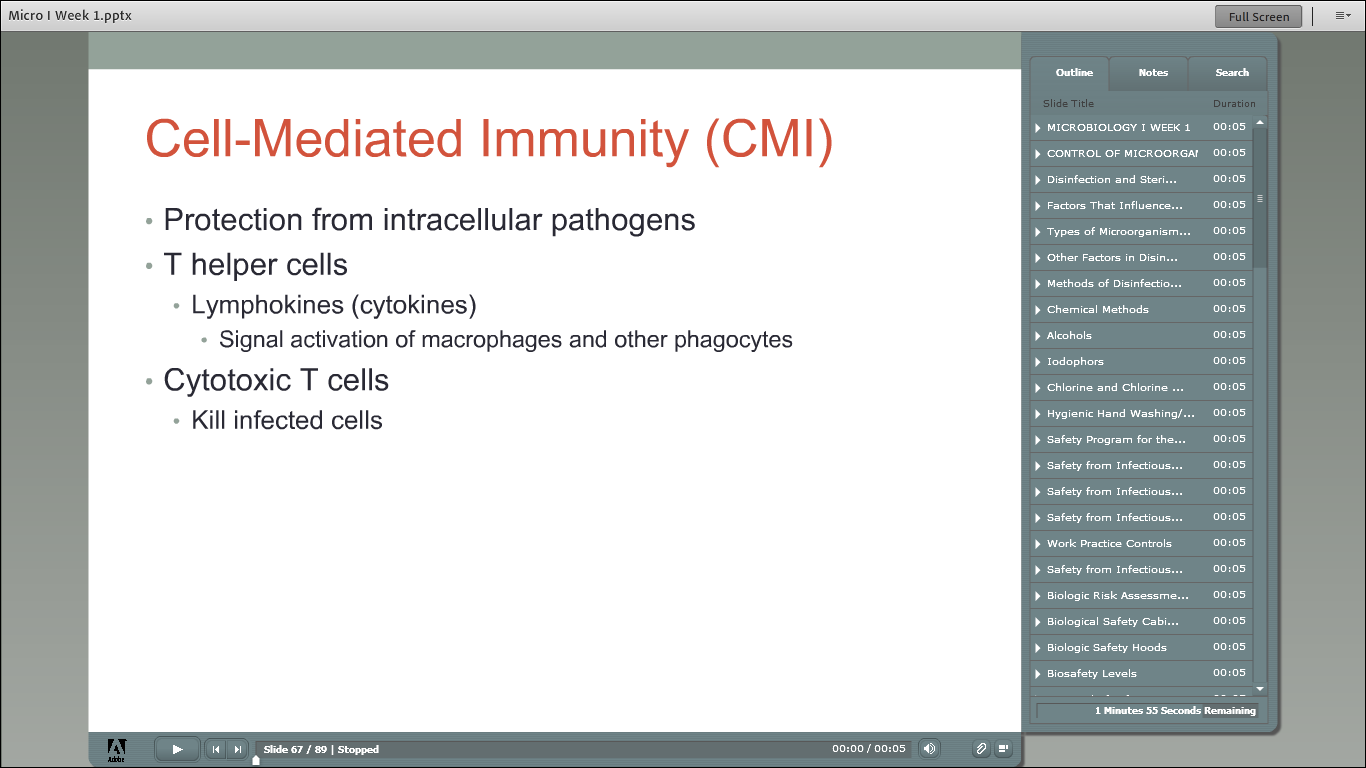 Micro I Week 1.pptx
Full Screen
Cell-Mediated Immunity (CMI)
• Protection from intracellular pathogens
• T helper cells
• Lymphokines (cytokines)
• Signal activation of macrophages and other phagocytes
• Cytotoxic T cells
• Kill infected cells
Outline Notes Search
Slide Title Duration
MICROBIOLOGY I WEEK 1 00:05
CONTROL OF MICROORGAN 00:05
Disinfection and Steri... 00:05
Factors That Influence... 00:05
Types of Microorganism... 00:05
Other Factors in Disin... 00:05
Methods of Disinfectio... 00:05
Chemical Methods 00:05
Alcohols 00:05
Iodophors 00:05
Chlorine and Chlorine ... 00:05
Hygienic Hand Washing/... 00:05
Safety Program for the... 00:05
Safety from Infectious... 00:05
Safety from Infectious... 00:05
Safety from Infectious... 00:05
Work Practice Controls 00:05
Safety from Infectious... 00:05
Biologic Risk Assessme... 00:05
Biological Safety Cabi... 00:05
Biologic Safety Hoods 00:05
Biosafety Levels 00:05
1 Minutes 55 Seconds Remaining
Adobe
Slide 67 / 89 | Stopped 00:00 / 00:05